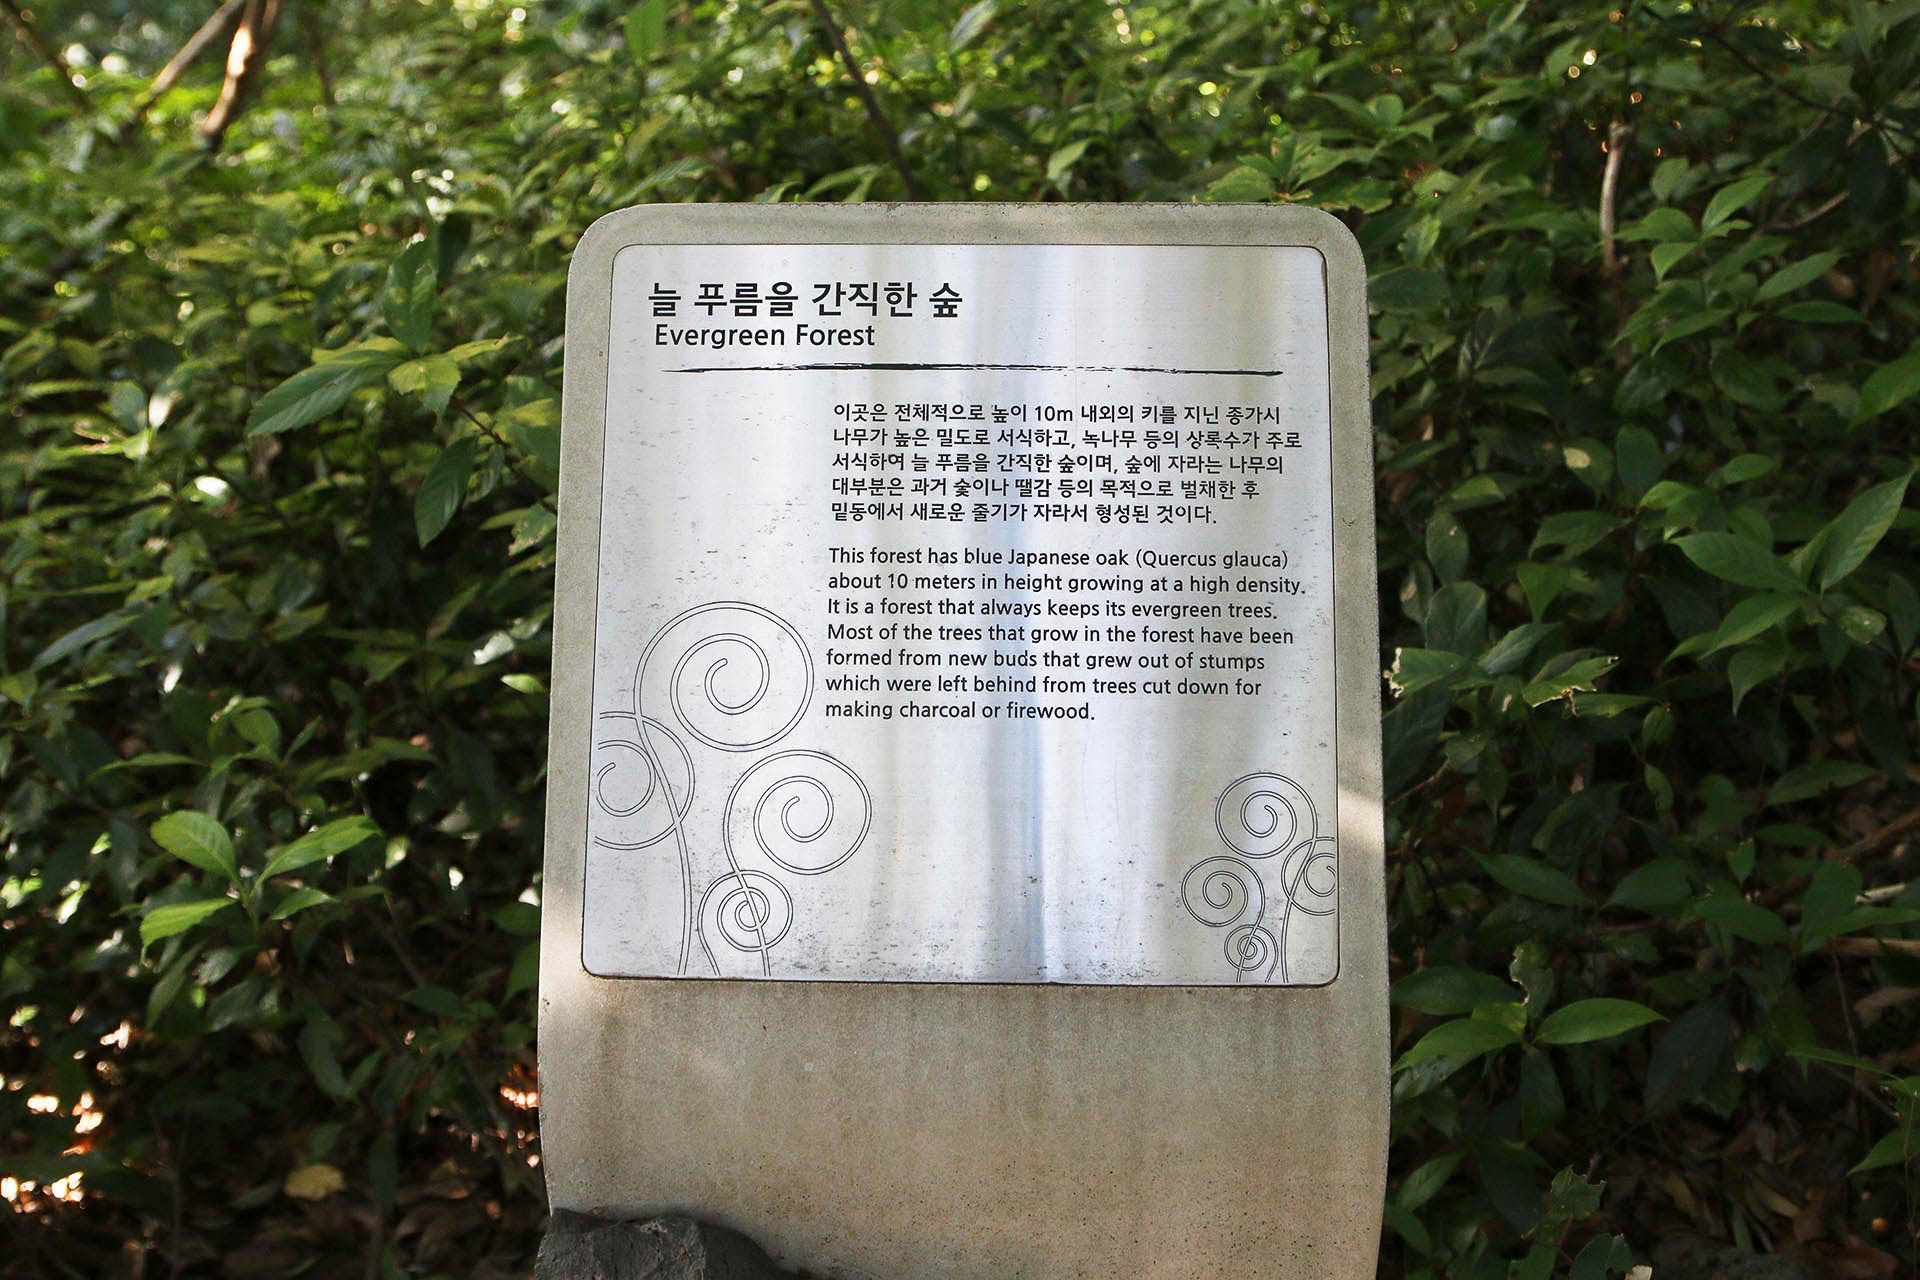 늘 푸름을 간직한 숲
Evergreen Forest
이곳은 전체적으로 높이 10m 내외의 키를 지닌 종가시
나무가 높은 밀도로 서식하고, 녹나무 등의 상록수가 주로
서식하여 늘 푸름을 간직한 숲이며, 숲에 자라는 나무의
대부분은 과거 숯이나 땔감 등의 목적으로 벌채한 후
밑동에서 새로운 줄기가 자라서 형성된 것이다.
This forest has blue Japanese oak (Quercus glauca)
about 10 meters in height growing at a high density.
It is a forest that always keeps its evergreen trees.
Most of the trees that grow in the forest have been
formed from new buds that grew out of stumps
which were left behind from trees cut down for
making charcoal or firewood.